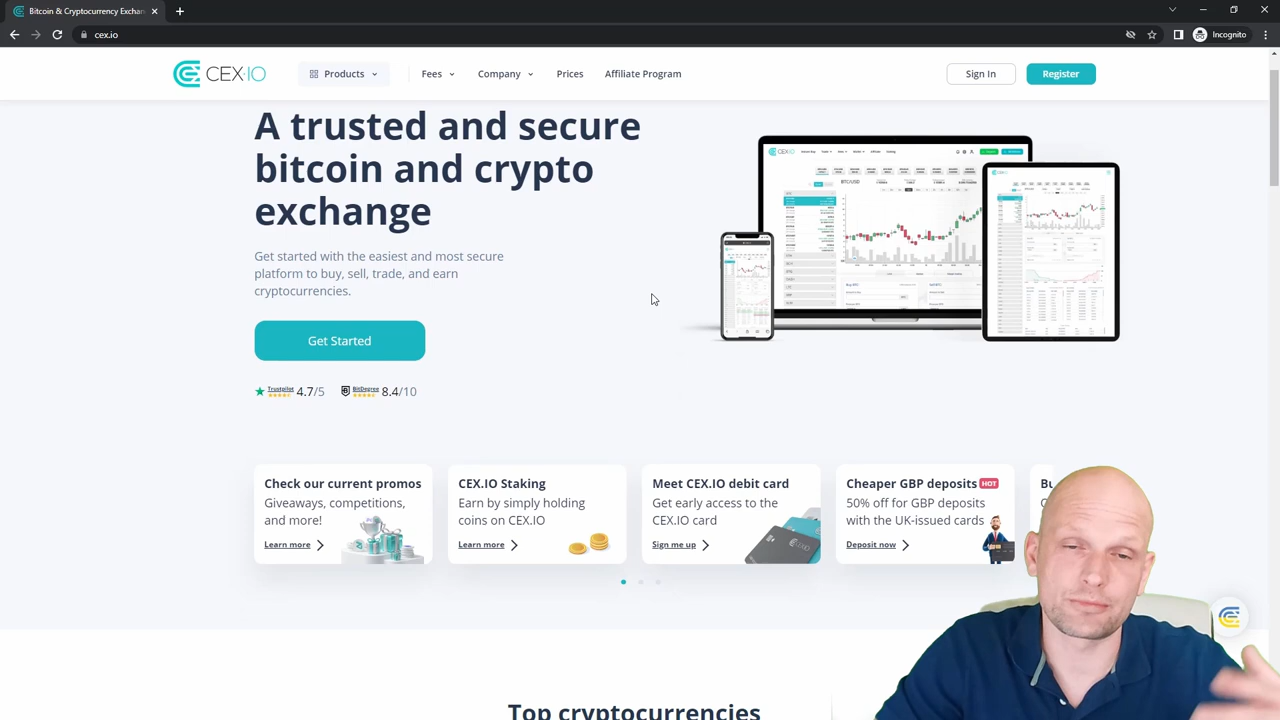 Bitcoin & Cryptocurrency Exchan
cex.io
Incognito
CEX.IO
Products
Fees
Company
Prices
Affiliate Program
Sign In
Register
A trusted and secure
bitcoin and crypto
exchange
Get started with the easiest and most secure
platform to buy, sell, trade, and earn
cryptocurrencies.
Get Started
Trustpilot 4.7/5
BitDegree 8.4/10
BTC/USD
Check our current promos
Giveaways, competitions,
and more!
Learn more
CEX.IO Staking
Earn by simply holding
coins on CEX.IO
Learn more
Meet CEX.IO debit card
Get early access to the
CEX.IO card
Sign me up
Cheaper GBP deposits HOT
50% off for GBP deposits
with the UK-issued cards
Deposit now
Top cryptocurrencies